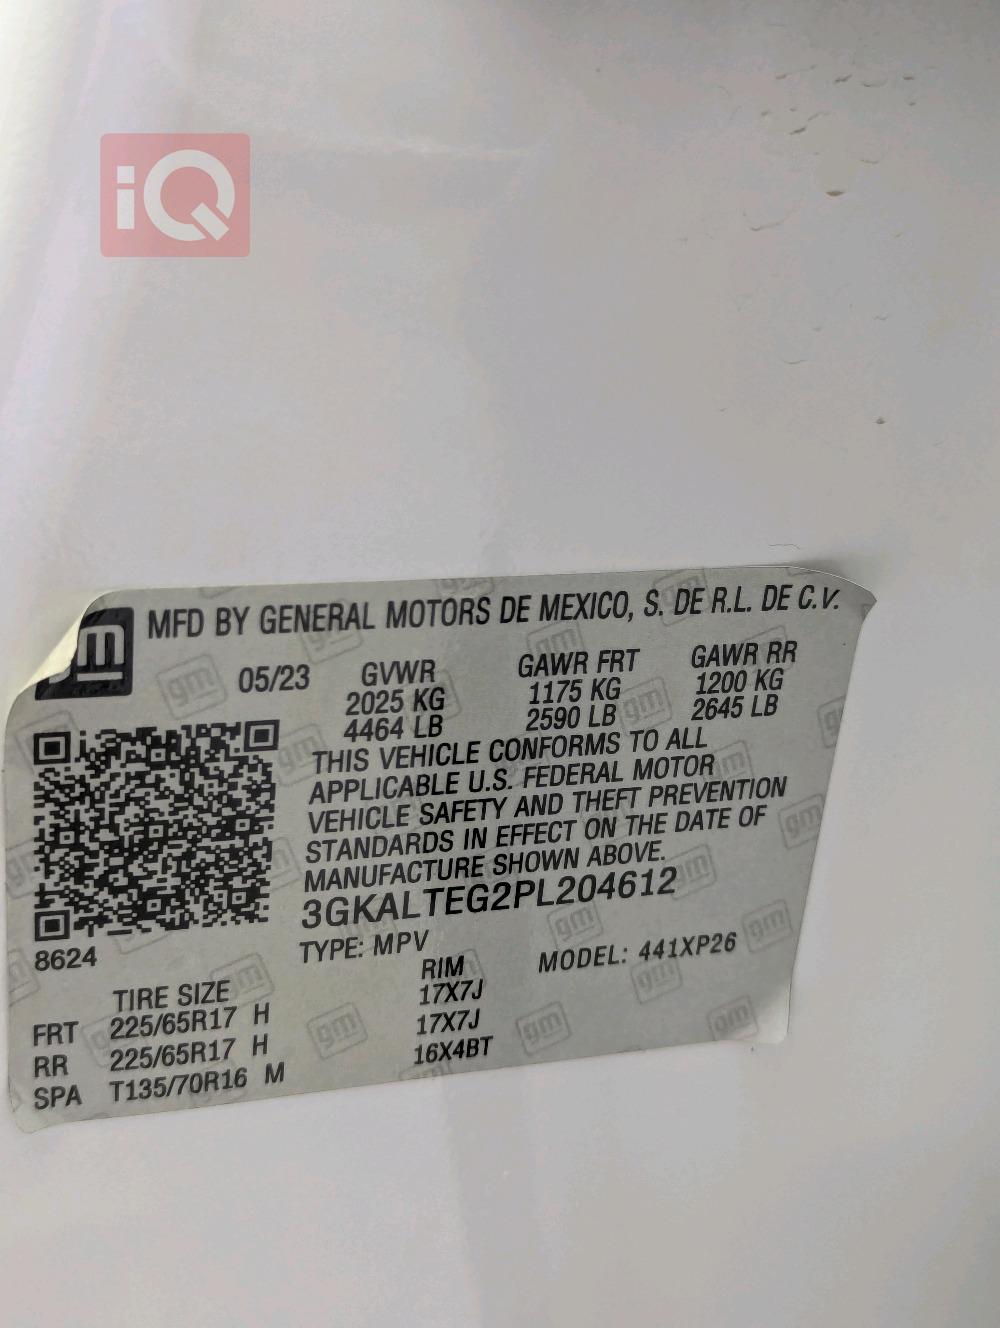 iQ
gm
MFD BY GENERAL MOTORS DE MEXICO, S. DE R.L. DE C.V.
05/23 GVWR GAWR FRT GAWR RR
2025 KG 1175 KG 1200 KG
4464 LB 2590 LB 2645 LB
THIS VEHICLE CONFORMS TO ALL
APPLICABLE U.S. FEDERAL MOTOR
VEHICLE SAFETY AND THEFT PREVENTION
STANDARDS IN EFFECT ON THE DATE OF
MANUFACTURE SHOWN ABOVE.
3GKALTEG2PL204612
8624 TYPE: MPV MODEL: 441XP26
TIRE SIZE RIM
FRT 225/65R17 H 17X7J
RR 225/65R17 H 17X7J
SPA T135/70R16 M 16X4BT